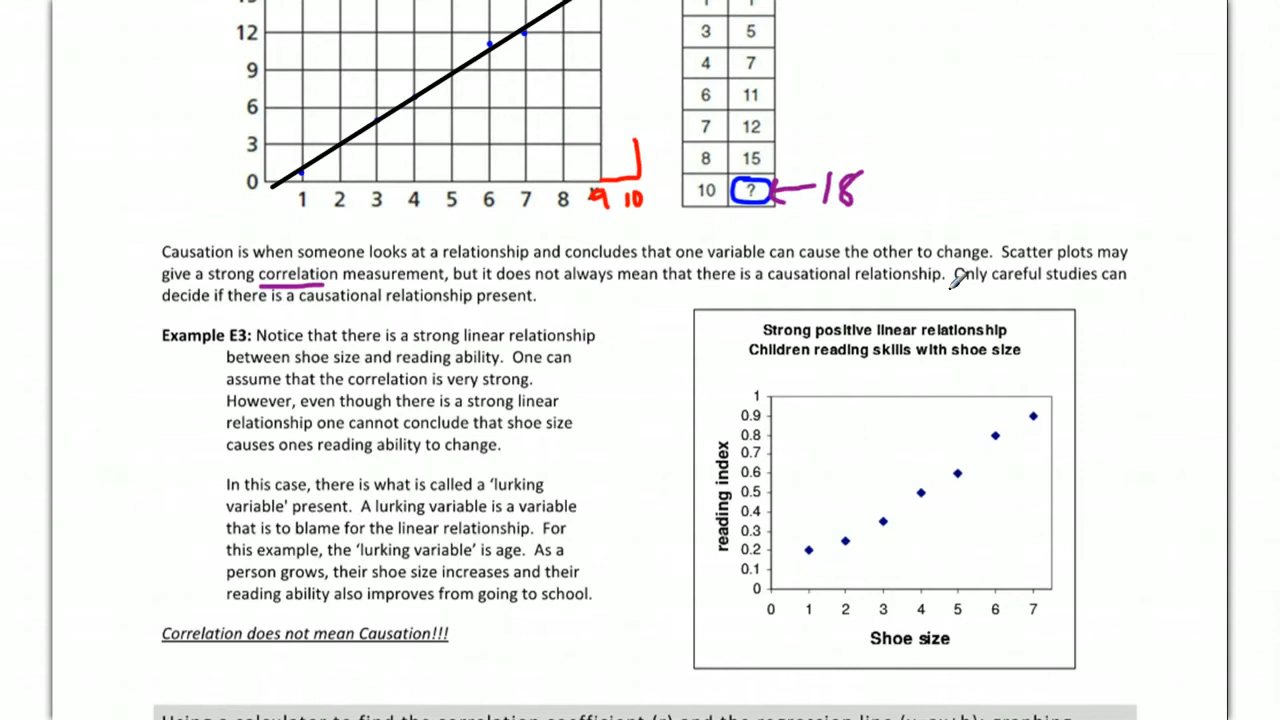 12
9
6
3
0
1 2 3 4 5 6 7 8 9 10
3 5
4 7
6 11
7 12
8 15
10 ? 18
Causation is when someone looks at a relationship and concludes that one variable can cause the other to change. Scatter plots may
give a strong correlation measurement, but it does not always mean that there is a causational relationship. Only careful studies can
decide if there is a causational relationship present.
Example E3: Notice that there is a strong linear relationship
between shoe size and reading ability. One can
assume that the correlation is very strong.
However, even though there is a strong linear
relationship one cannot conclude that shoe size
causes ones reading ability to change.
In this case, there is what is called a 'lurking
variable' present. A lurking variable is a variable
that is to blame for the linear relationship. For
this example, the 'lurking variable' is age. As a
person grows, their shoe size increases and their
reading ability also improves from going to school.
Correlation does not mean Causation!!!
Strong positive linear relationship
Children reading skills with shoe size
reading index
1
0.9
0.8
0.7
0.6
0.5
0.4
0.3
0.2
0.1
0
0 1 2 3 4 5 6 7
Shoe size
Using a calculator to find the correlation coefficient (r) and the regression line